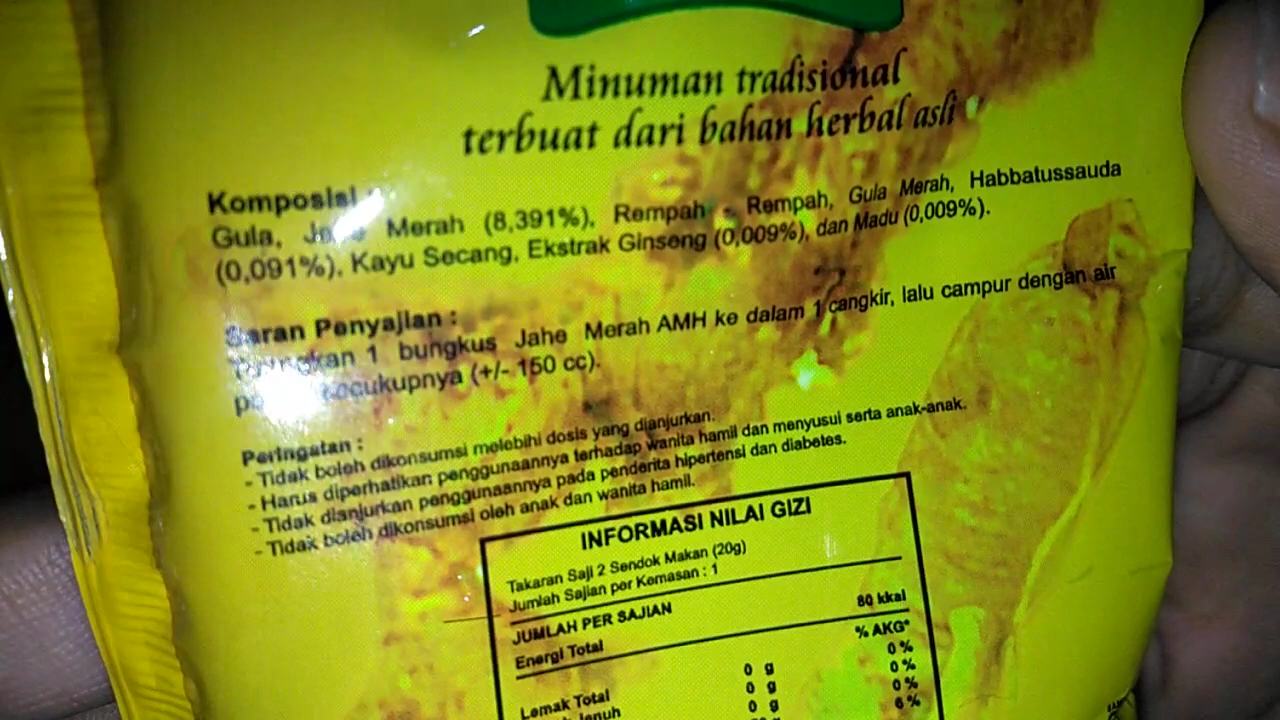 Minuman tradisional
terbuat dari bahan herbal asli
Komposisi :
Gula, Merah (8,391%), Rempah - Rempah, Gula Merah, Habbatussauda
(0,091%), Kayu Secang, Ekstrak Ginseng (0,009%), dan Madu (0,009%).
Saran Penyajian :
1 bungkus Jahe Merah AMH ke dalam 1 cangkir, lalu campur dengan air
secukupnya (+/- 150 cc).
Peringatan :
- Tidak boleh dikonsumsi melebihi dosis yang dianjurkan.
- Harus diperhatikan penggunaannya terhadap wanita hamil dan menyusui serta anak-anak.
- Tidak dianjurkan penggunaannya pada penderita hipertensi dan diabetes.
- Tidak boleh dikonsumsi oleh anak dan wanita hamil.
INFORMASI NILAI GIZI
Takaran Saji 2 Sendok Makan (20g)
Jumlah Sajian per Kemasan : 1
JUMLAH PER SAJIAN
Energi Total 80 kkal
% AKG*
Lemak Total 0 g 0 %
0 g 0 %
0 g 0 %
6 %